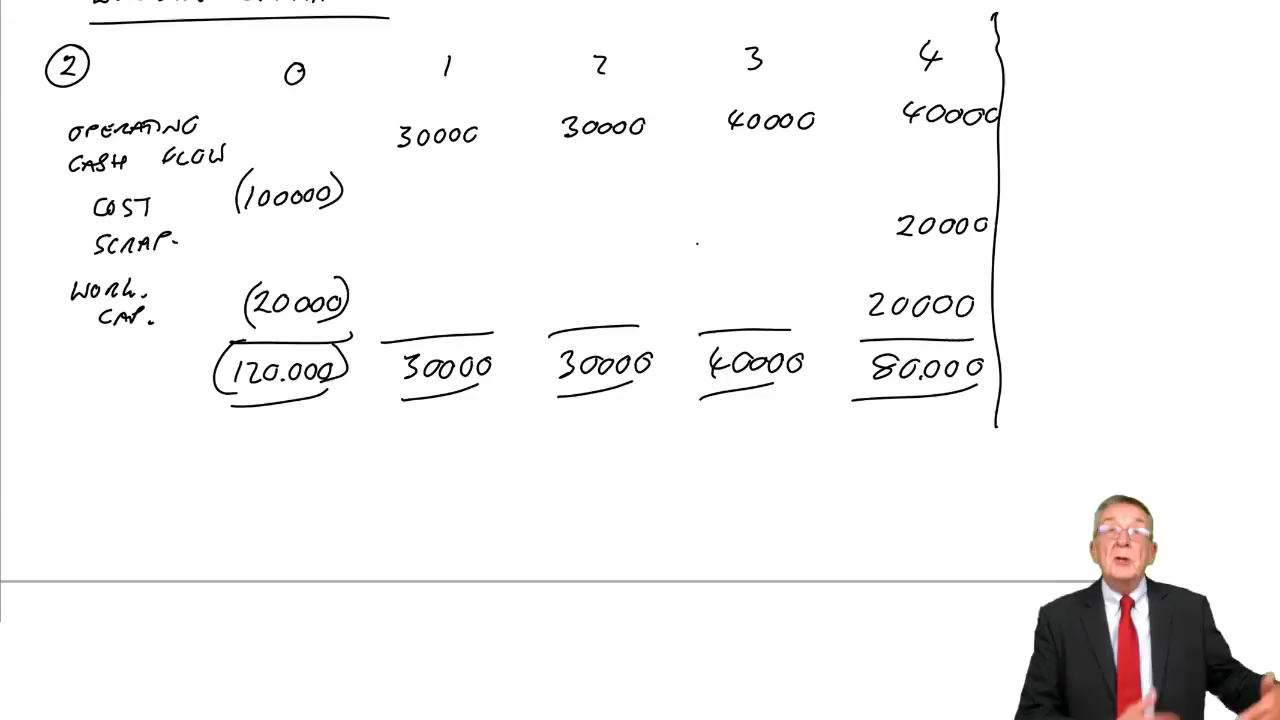 ② 0 1 2 3 4
OPERATING 30000 30000 40000 40000
CASH FLOW
COST (100000)
SCRAP. 20000
WORK. (20000) 20000
CAP.
(120.000) 30000 30000 40000 80.000